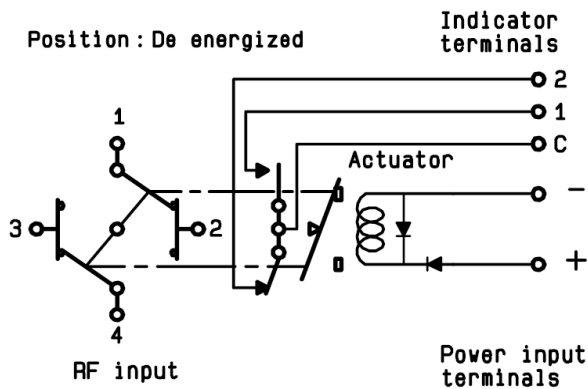 Position : De energized
Indicator
terminals
2
1
C
1
Actuator
-
3
2
+
4
RF input
Power input
terminals